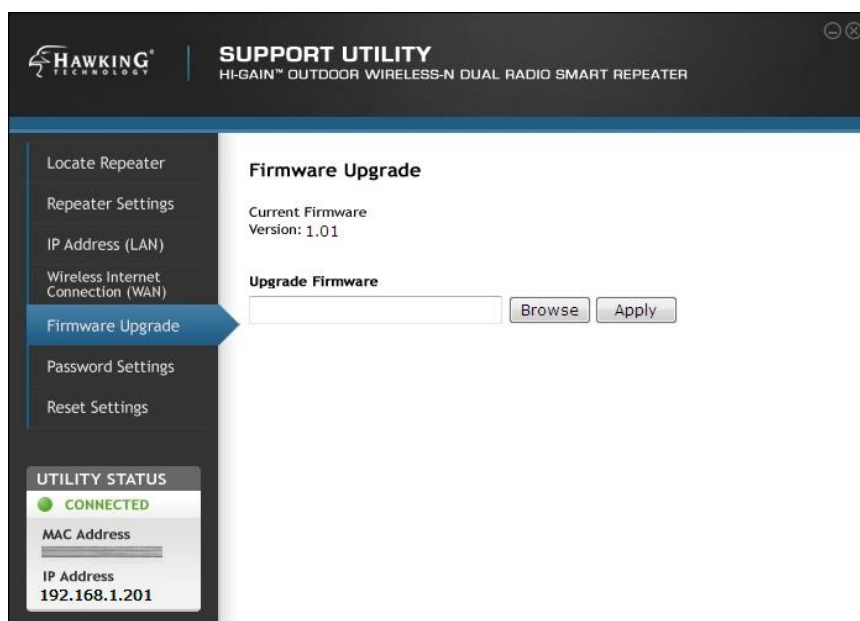 HAWKING®
TECHNOLOGY
SUPPORT UTILITY
HI-GAIN™ OUTDOOR WIRELESS-N DUAL RADIO SMART REPEATER
Locate Repeater
Repeater Settings
IP Address (LAN)
Wireless Internet
Connection (WAN)
Firmware Upgrade
Password Settings
Reset Settings
UTILITY STATUS
CONNECTED
MAC Address
IP Address
192.168.1.201
Firmware Upgrade
Current Firmware
Version: 1.01
Upgrade Firmware
Browse Apply